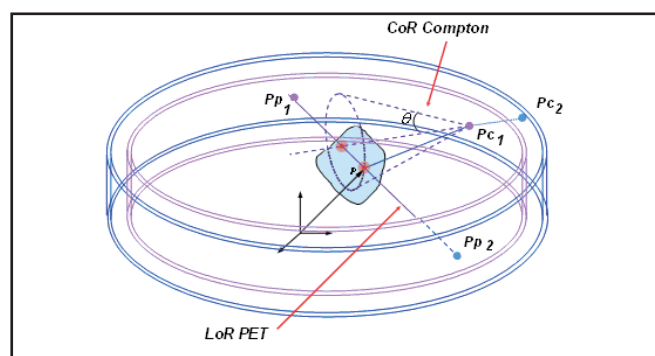 CoR Compton
Pp1
θ
Pc1
Pc2
P
Pp2
LoR PET